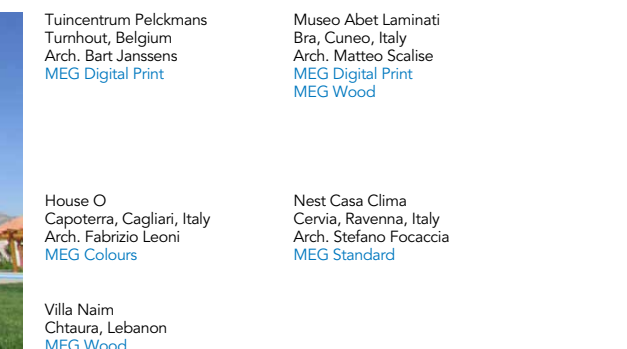 Tuincentrum Pelckmans
Turnhout, Belgium
Arch. Bart Janssens
MEG Digital Print
Museo Abet Laminati
Bra, Cuneo, Italy
Arch. Matteo Scalise
MEG Digital Print
MEG Wood
House O
Capoterra, Cagliari, Italy
Arch. Fabrizio Leoni
MEG Colours
Nest Casa Clima
Cervia, Ravenna, Italy
Arch. Stefano Focaccia
MEG Standard
Villa Naim
Chtaura, Lebanon
MEG Wood